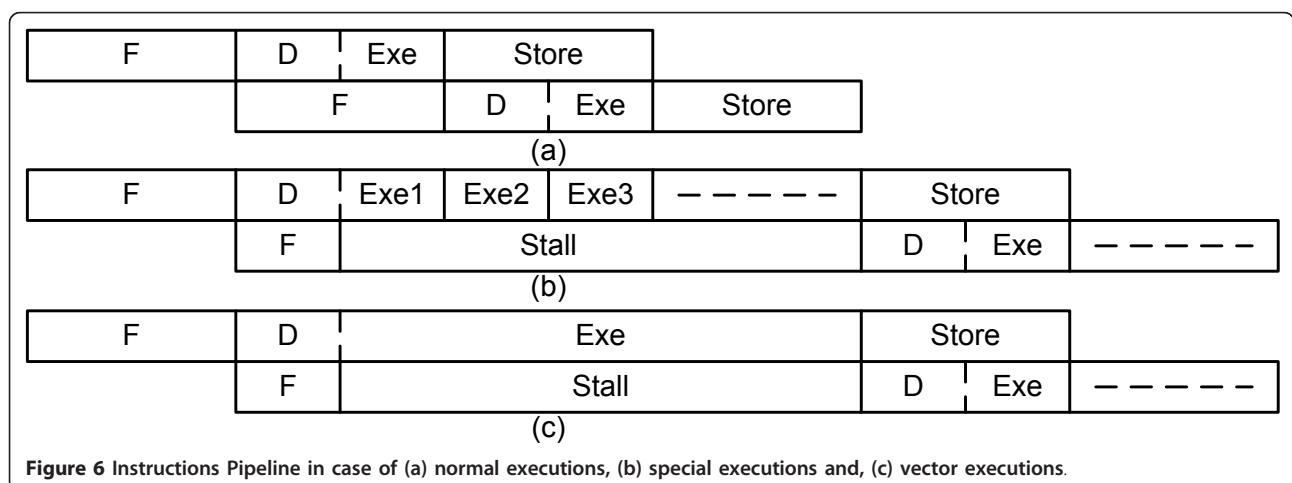 F D Exe Store
F D Exe Store
(a)
F D Exe1 Exe2 Exe3 Store
F Stall D Exe
(b)
F D Exe Store
F Stall D Exe
(c)
Figure 6 Instructions Pipeline in case of (a) normal executions, (b) special executions and, (c) vector executions.